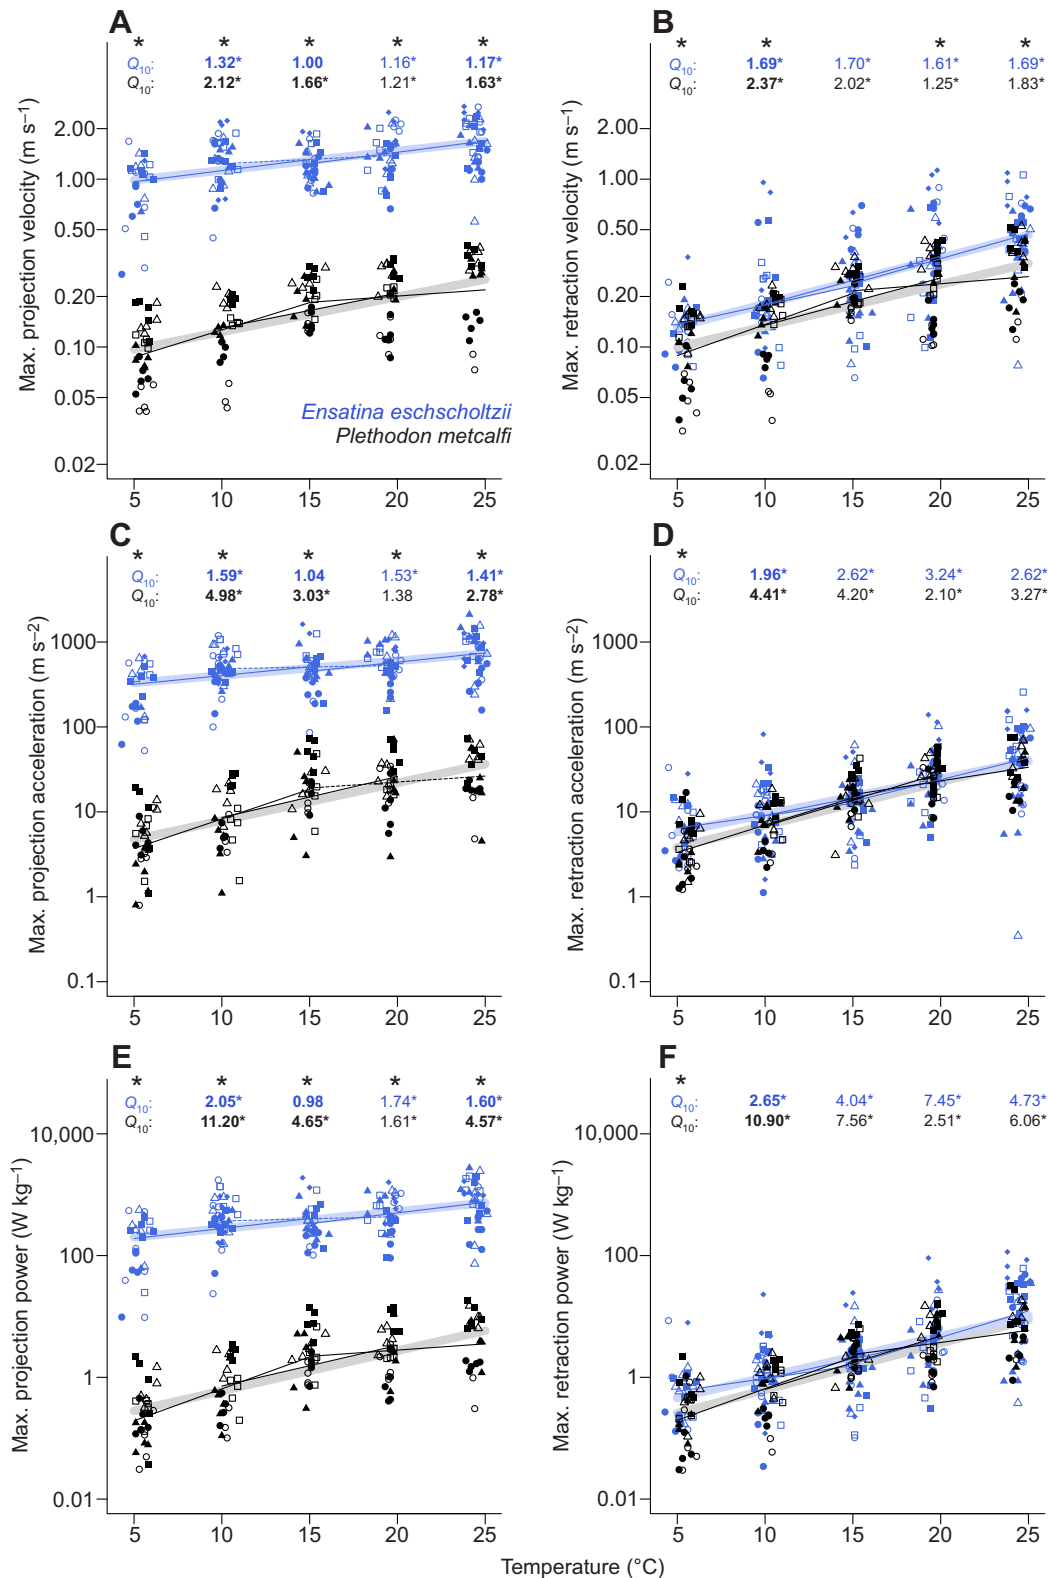 A
* * * * *
Q10: 1.32* 1.00 1.16* 1.17*
Q10: 2.12* 1.66* 1.21* 1.63*
Max. projection velocity (m s–1)
2.00
1.00
0.50
0.20
0.10
0.05
0.02
Ensatina eschscholtzii
Plethodon metcalfi
5 10 15 20 25
B
* * * *
Q10: 1.69* 1.70* 1.61* 1.69*
Q10: 2.37* 2.02* 1.25* 1.83*
Max. retraction velocity (m s–1)
2.00
1.00
0.50
0.20
0.10
0.05
0.02
5 10 15 20 25
C
* * * * *
Q10: 1.59* 1.04 1.53* 1.41*
Q10: 4.98* 3.03* 1.38 2.78*
Max. projection acceleration (m s–2)
1000
100
10
1
0.1
5 10 15 20 25
D
*
Q10: 1.96* 2.62* 3.24* 2.62*
Q10: 4.41* 4.20* 2.10* 3.27*
Max. retraction acceleration (m s–2)
1000
100
10
1
0.1
5 10 15 20 25
E
* * * * *
Q10: 2.05* 0.98 1.74* 1.60*
Q10: 11.20* 4.65* 1.61* 4.57*
Max. projection power (W kg–1)
10,000
100
1
0.01
5 10 15 20 25
F
*
Q10: 2.65* 4.04* 7.45* 4.73*
Q10: 10.90* 7.56* 2.51* 6.06*
Max. retraction power (W kg–1)
10,000
100
1
0.01
5 10 15 20 25
Temperature (°C)